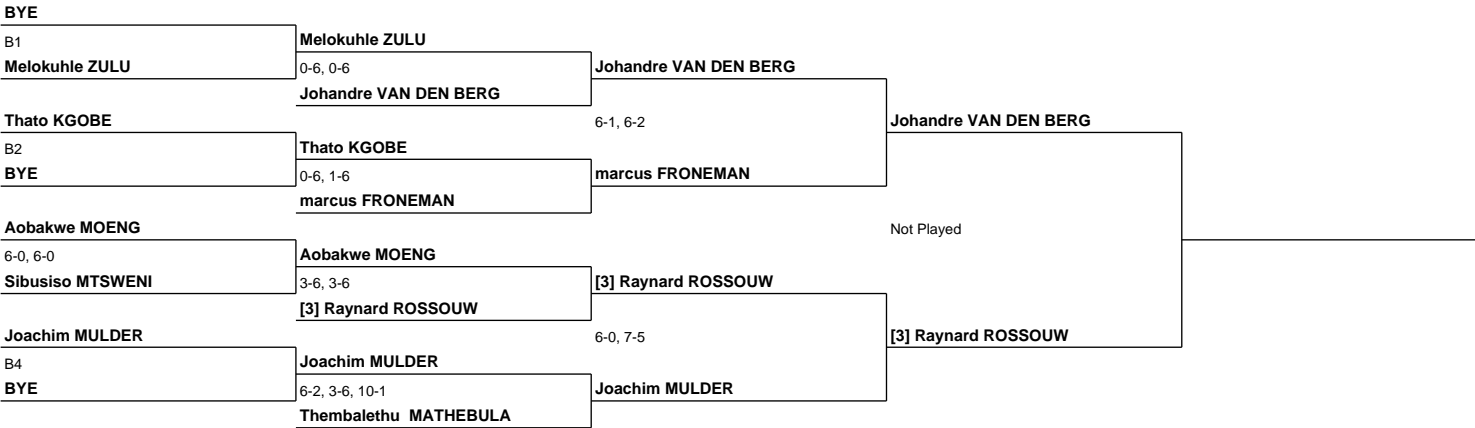 BYE
B1
Melokuhle ZULU
Thato KGOBE
B2
BYE
Aobakwe MOENG
6-0, 6-0
Sibusiso MTSWENI
Joachim MULDER
B4
BYE
Melokuhle ZULU
0-6, 0-6
Johandre VAN DEN BERG
Thato KGOBE
0-6, 1-6
marcus FRONEMAN
Aobakwe MOENG
3-6, 3-6
[3] Raynard ROSSOUW
Joachim MULDER
6-2, 3-6, 10-1
Thembalethu  MATHEBULA
Johandre VAN DEN BERG
6-1, 6-2
marcus FRONEMAN
[3] Raynard ROSSOUW
6-0, 7-5
Joachim MULDER
Johandre VAN DEN BERG
Not Played
[3] Raynard ROSSOUW